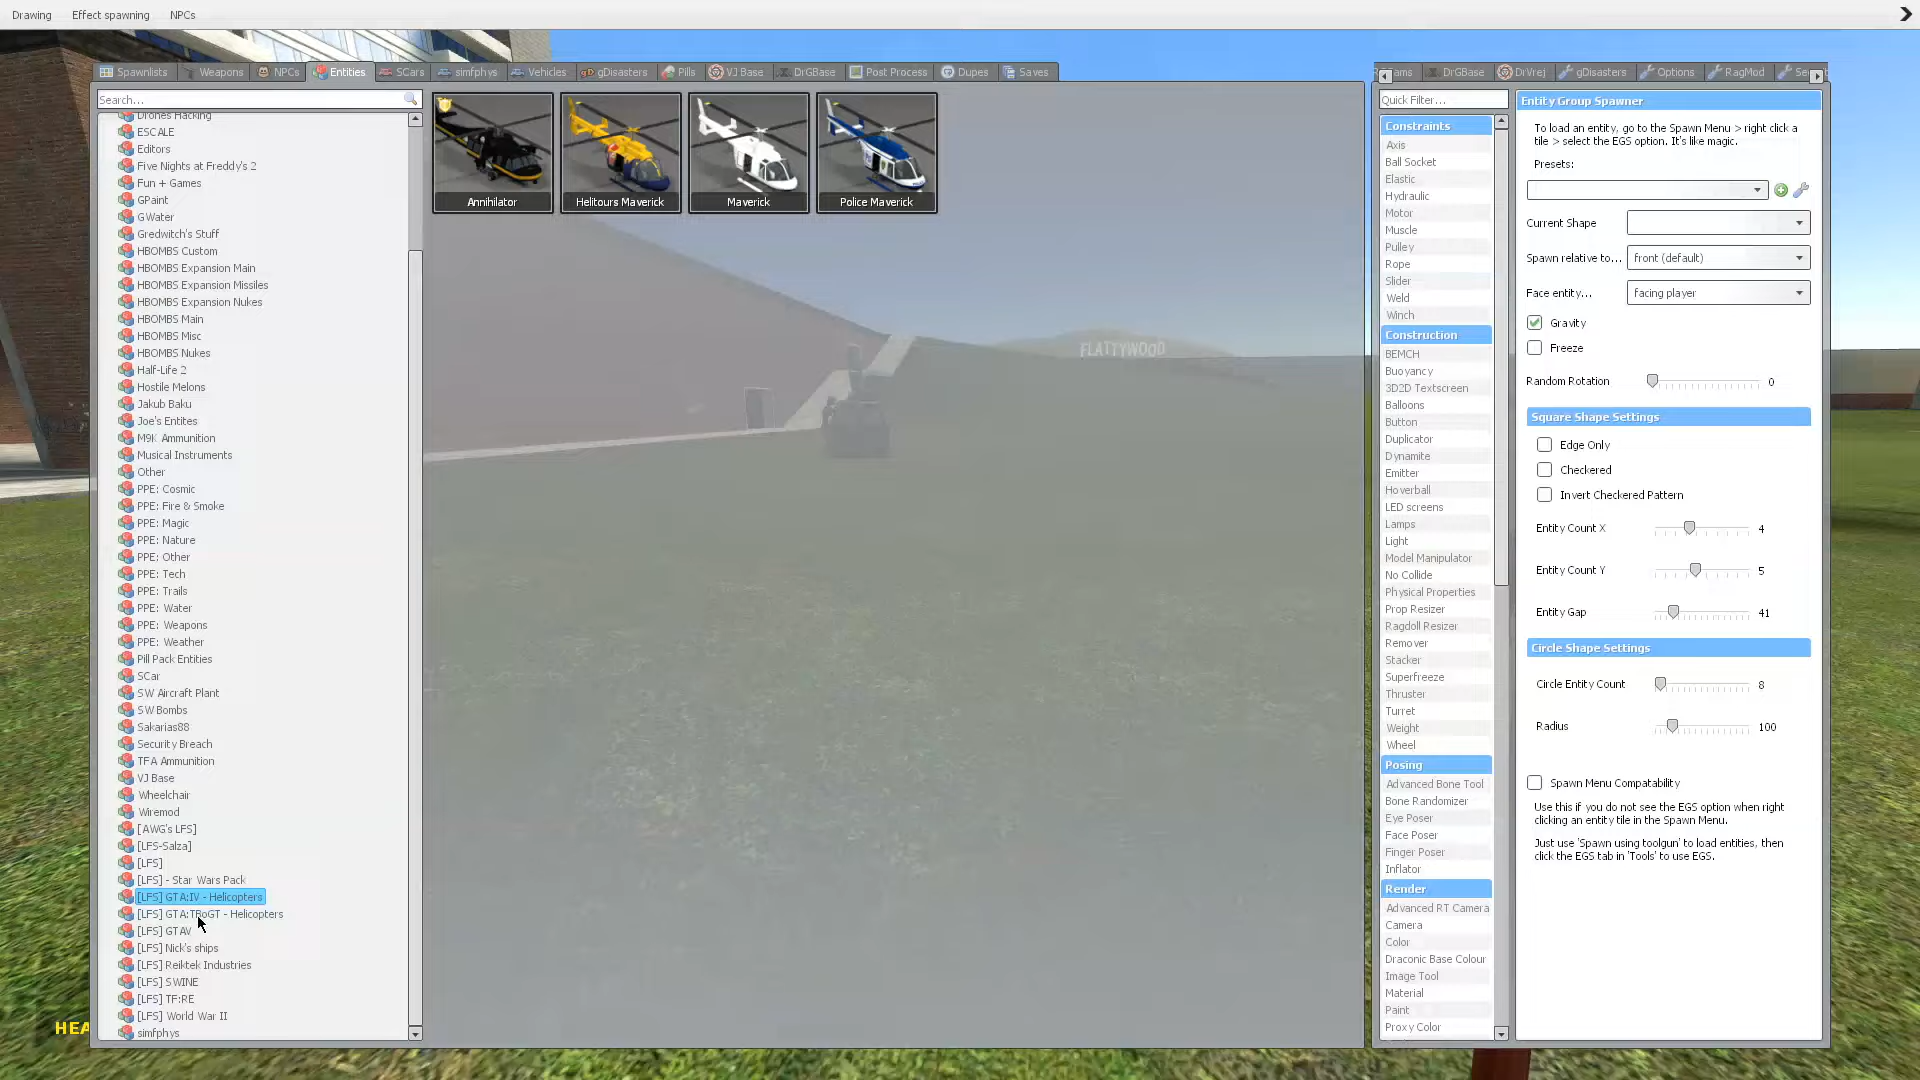 Drawing Effect spawning NPCs
Spawnlists Weapons NPCs Entities SCars simfphys Vehicles gDisasters Pills VJ Base DrGBase Post Process Dupes Saves
DrGBase DrVrej gDisasters Options RagMod
Search...
Drones Hacking
ESCALE
Editors
Five Nights at Freddy's 2
Fun + Games
GPaint
GWater
Gredwitch's Stuff
HBOMBS Custom
HBOMBS Expansion Main
HBOMBS Expansion Missiles
HBOMBS Expansion Nukes
HBOMBS Main
HBOMBS Misc
HBOMBS Nukes
Half-Life 2
Hostile Melons
Jakub Baku
Joe's Entites
M9K Ammunition
Musical Instruments
Other
PPE: Cosmic
PPE: Fire & Smoke
PPE: Magic
PPE: Nature
PPE: Other
PPE: Tech
PPE: Trails
PPE: Water
PPE: Weapons
PPE: Weather
Pill Pack Entities
SCar
SW Aircraft Plant
SW Bombs
Sakarias88
Security Breach
TFA Ammunition
VJ Base
Wheelchair
Wiremod
[AWG's LFS]
[LFS-Salza]
[LFS]
[LFS] - Star Wars Pack
[LFS] GTA:IV - Helicopters
[LFS] GTA:TBoGT - Helicopters
[LFS] GTAV
[LFS] Nick's ships
[LFS] Reiktek Industries
[LFS] SWINE
[LFS] TF:RE
[LFS] World War II
simfphys
HEA
Annihilator
Helitours Maverick
Maverick
Police Maverick
FLATTYWOOD
Quick Filter...
Constraints
Axis
Ball Socket
Elastic
Hydraulic
Motor
Muscle
Pulley
Rope
Slider
Weld
Winch
Construction
BEMCH
Buoyancy
3D2D Textscreen
Balloons
Button
Duplicator
Dynamite
Emitter
Hoverball
LED screens
Lamps
Light
Model Manipulator
No Collide
Physical Properties
Prop Resizer
Ragdoll Resizer
Remover
Stacker
Superfreeze
Thruster
Turret
Weight
Wheel
Posing
Advanced Bone Tool
Bone Randomizer
Eye Poser
Face Poser
Finger Poser
Inflator
Render
Advanced RT Camera
Camera
Color
Draconic Base Colour
Image Tool
Material
Paint
Proxy Color
Entity Group Spawner
To load an entity, go to the Spawn Menu > right click a
tile > select the EGS option. It's like magic.
Presets:
Current Shape
Spawn relative to... front (default)
Face entity... facing player
Gravity
Freeze
Random Rotation 0
Square Shape Settings
Edge Only
Checkered
Invert Checkered Pattern
Entity Count X 4
Entity Count Y 5
Entity Gap 41
Circle Shape Settings
Circle Entity Count 8
Radius 100
Spawn Menu Compatability
Use this if you do not see the EGS option when right
clicking an entity tile in the Spawn Menu.
Just use 'Spawn using toolgun' to load entities, then
click the EGS tab in 'Tools' to use EGS.